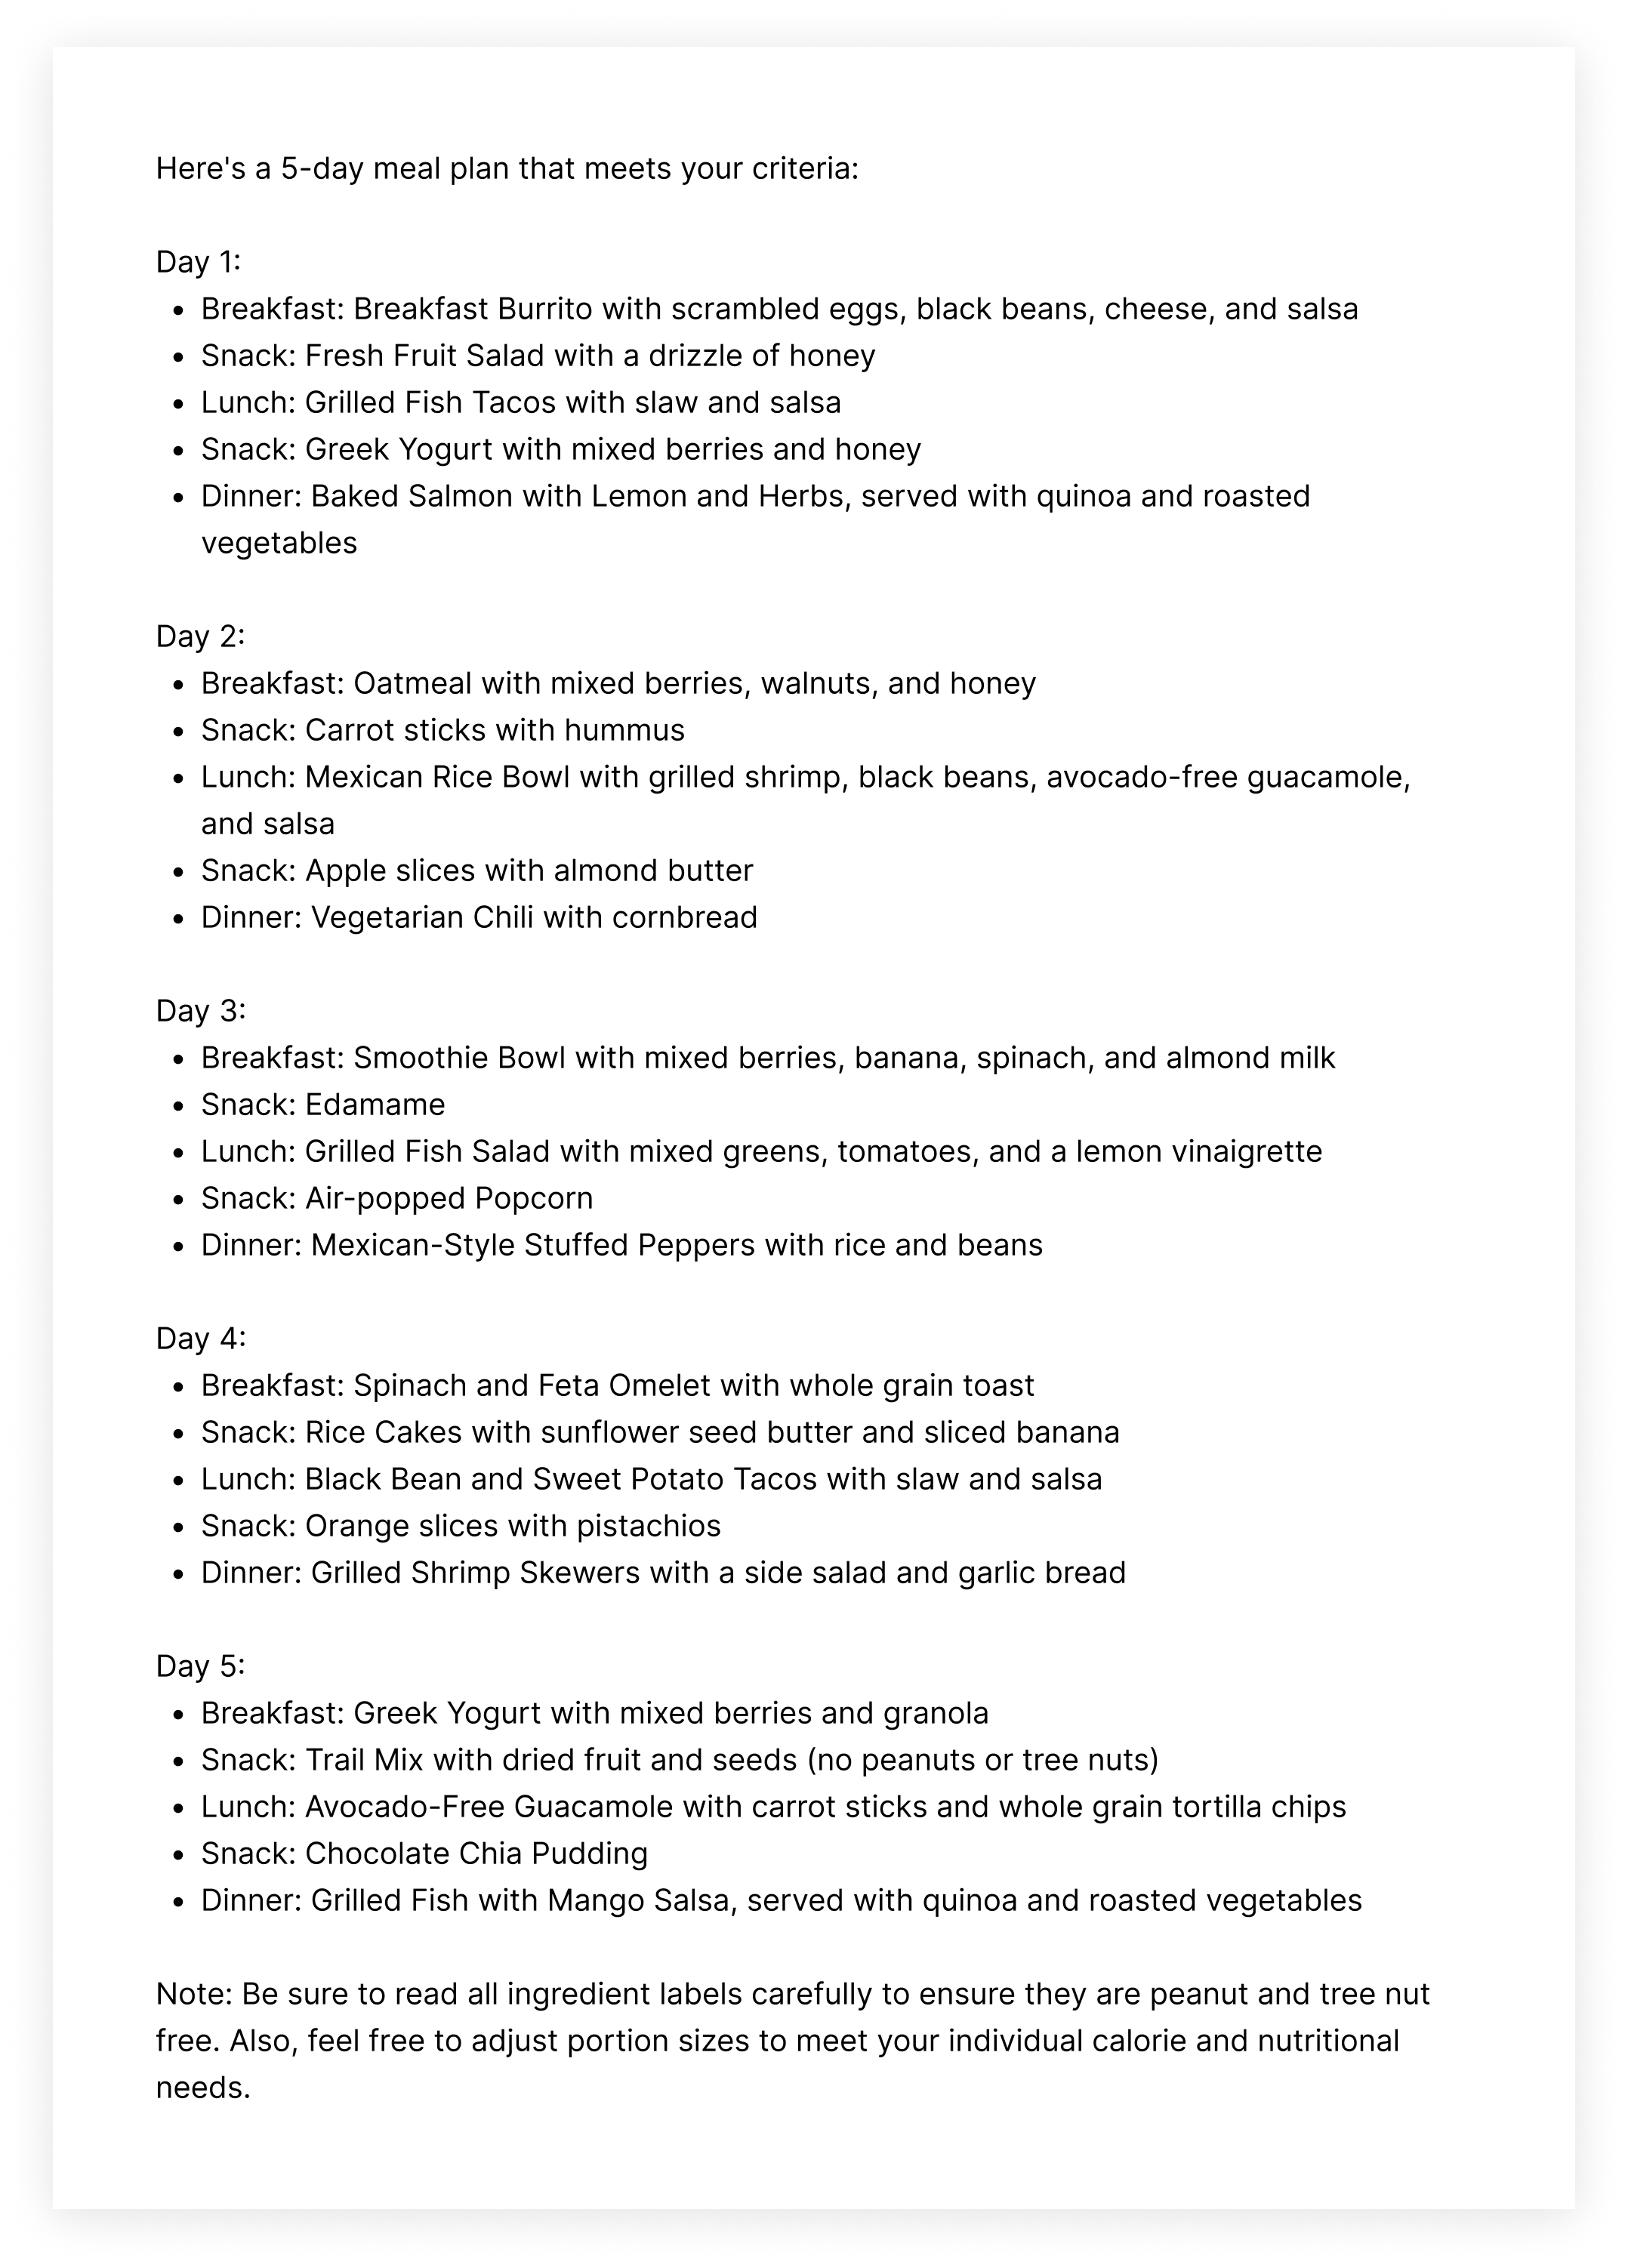 Here's a 5-day meal plan that meets your criteria:
Day 1:
• Breakfast: Breakfast Burrito with scrambled eggs, black beans, cheese, and salsa
• Snack: Fresh Fruit Salad with a drizzle of honey
• Lunch: Grilled Fish Tacos with slaw and salsa
• Snack: Greek Yogurt with mixed berries and honey
• Dinner: Baked Salmon with Lemon and Herbs, served with quinoa and roasted
vegetables
Day 2:
• Breakfast: Oatmeal with mixed berries, walnuts, and honey
• Snack: Carrot sticks with hummus
• Lunch: Mexican Rice Bowl with grilled shrimp, black beans, avocado-free guacamole,
and salsa
• Snack: Apple slices with almond butter
• Dinner: Vegetarian Chili with cornbread
Day 3:
• Breakfast: Smoothie Bowl with mixed berries, banana, spinach, and almond milk
• Snack: Edamame
• Lunch: Grilled Fish Salad with mixed greens, tomatoes, and a lemon vinaigrette
• Snack: Air-popped Popcorn
• Dinner: Mexican-Style Stuffed Peppers with rice and beans
Day 4:
• Breakfast: Spinach and Feta Omelet with whole grain toast
• Snack: Rice Cakes with sunflower seed butter and sliced banana
• Lunch: Black Bean and Sweet Potato Tacos with slaw and salsa
• Snack: Orange slices with pistachios
• Dinner: Grilled Shrimp Skewers with a side salad and garlic bread
Day 5:
• Breakfast: Greek Yogurt with mixed berries and granola
• Snack: Trail Mix with dried fruit and seeds (no peanuts or tree nuts)
• Lunch: Avocado-Free Guacamole with carrot sticks and whole grain tortilla chips
• Snack: Chocolate Chia Pudding
• Dinner: Grilled Fish with Mango Salsa, served with quinoa and roasted vegetables
Note: Be sure to read all ingredient labels carefully to ensure they are peanut and tree nut
free. Also, feel free to adjust portion sizes to meet your individual calorie and nutritional
needs.